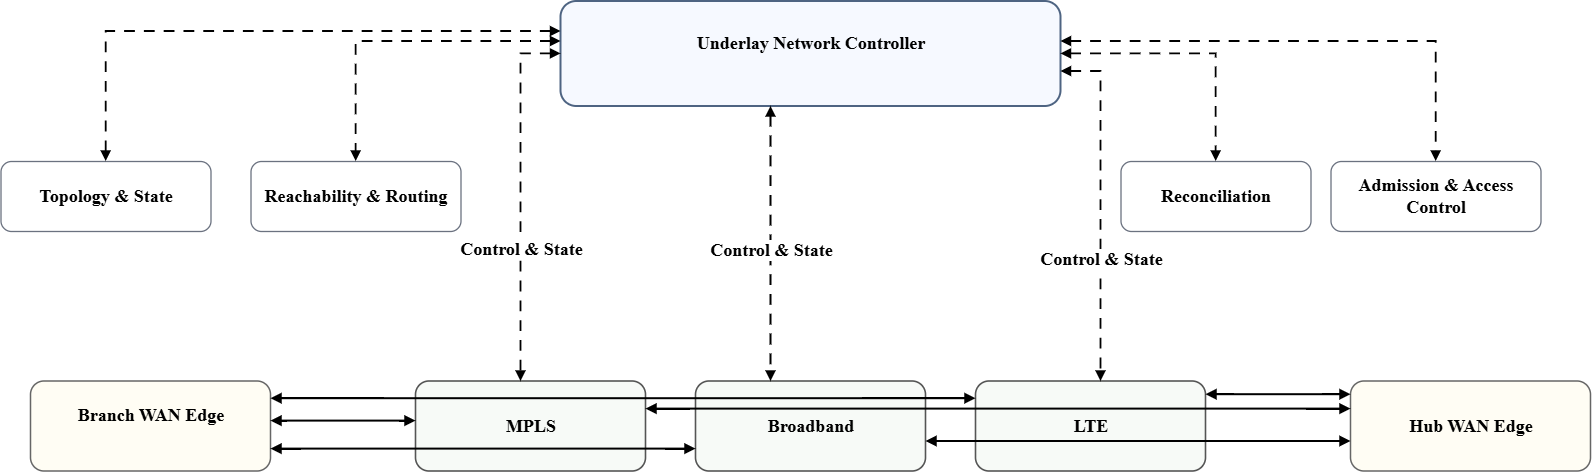 Underlay Network Controller
Topology & State
Reachability & Routing
Reconciliation
Admission & Access
Control
Control & State
Control & State
Control & State
Branch WAN Edge
MPLS
Broadband
LTE
Hub WAN Edge